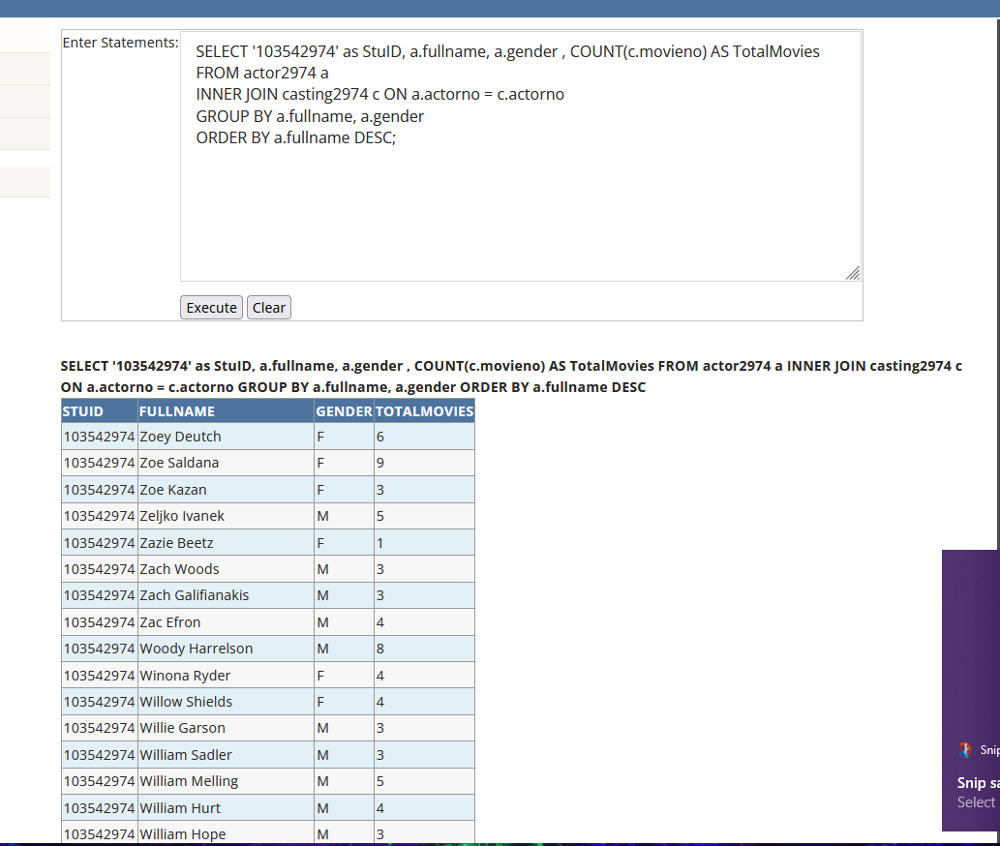 Enter Statements:
SELECT '103542974' as StuID, a.fullname, a.gender , COUNT(c.movieno) AS TotalMovies
FROM actor2974 a
INNER JOIN casting2974 c ON a.actorno = c.actorno
GROUP BY a.fullname, a.gender
ORDER BY a.fullname DESC;
Execute Clear
SELECT '103542974' as StuID, a.fullname, a.gender , COUNT(c.movieno) AS TotalMovies FROM actor2974 a INNER JOIN casting2974 c
ON a.actorno = c.actorno GROUP BY a.fullname, a.gender ORDER BY a.fullname DESC
STUID FULLNAME GENDER TOTALMOVIES
103542974 Zoey Deutch F 6
103542974 Zoe Saldana F 9
103542974 Zoe Kazan F 3
103542974 Zeljko Ivanek M 5
103542974 Zazie Beetz F 1
103542974 Zach Woods M 3
103542974 Zach Galifianakis M 3
103542974 Zac Efron M 4
103542974 Woody Harrelson M 8
103542974 Winona Ryder F 4
103542974 Willow Shields F 4
103542974 Willie Garson M 3
103542974 William Sadler M 3
103542974 William Melling M 5
103542974 William Hurt M 4
103542974 William Hope M 3
Snip
Snip sa
Select